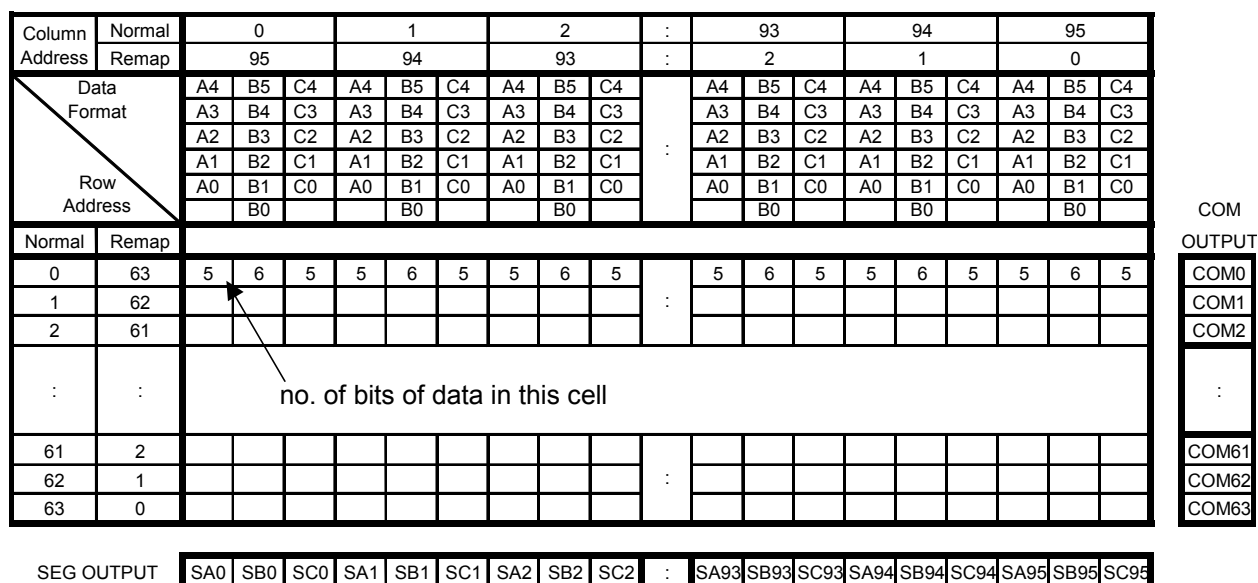 Column Normal 0 1 2 : 93 94 95
Address Remap 95 94 93 : 2 1 0
Data A4 B5 C4 A4 B5 C4 A4 B5 C4 A4 B5 C4 A4 B5 C4 A4 B5 C4
Format A3 B4 C3 A3 B4 C3 A3 B4 C3 A3 B4 C3 A3 B4 C3 A3 B4 C3
A2 B3 C2 A2 B3 C2 A2 B3 C2 : A2 B3 C2 A2 B3 C2 A2 B3 C2
A1 B2 C1 A1 B2 C1 A1 B2 C1 A1 B2 C1 A1 B2 C1 A1 B2 C1
Row A0 B1 C0 A0 B1 C0 A0 B1 C0 A0 B1 C0 A0 B1 C0 A0 B1 C0
Address B0 B0 B0 B0 B0 B0 COM
Normal Remap OUTPUT
0 63 5 6 5 5 6 5 5 6 5 5 6 5 5 6 5 5 6 5 COM0
1 62 : COM1
2 61 COM2
: : no. of bits of data in this cell :
61 2 COM61
62 1 : COM62
63 0 COM63
SEG OUTPUT SA0 SB0 SC0 SA1 SB1 SC1 SA2 SB2 SC2 : SA93 SB93 SC93 SA94 SB94 SC94 SA95 SB95 SC95